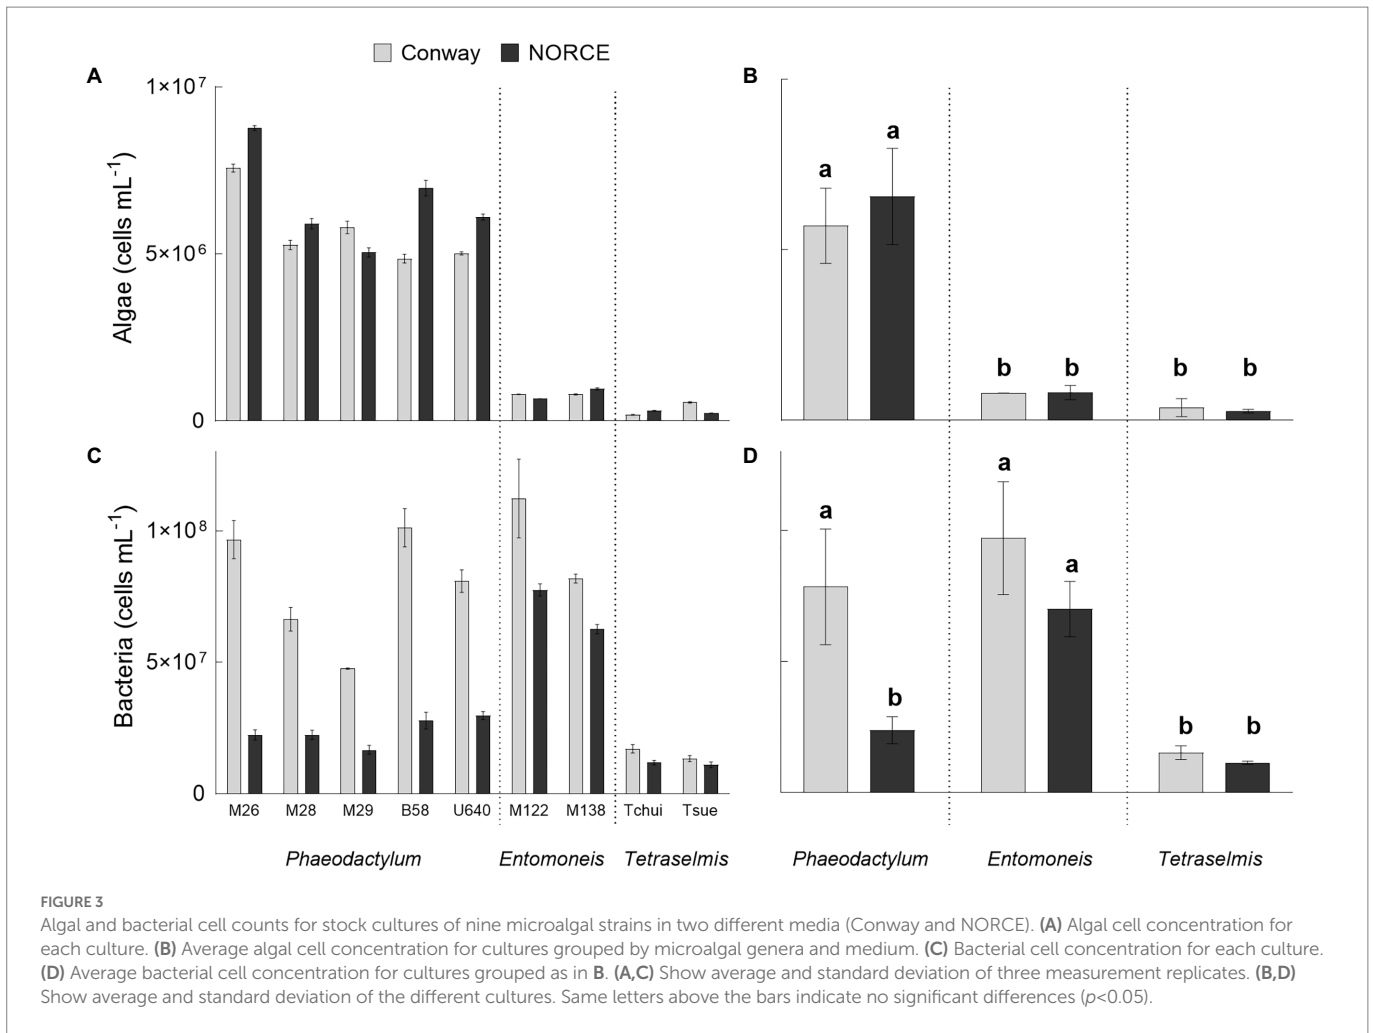 Conway NORCE
A
1×10⁷
5×10⁶
0
Algae (cells mL⁻¹)
B
a
a
b
b
b
b
C
1×10⁸
5×10⁷
0
Bacteria (cells mL⁻¹)
M26 M28 M29 B58 U640 M122 M138 Tchui Tsue
Phaeodactylum Entomoneis Tetraselmis
D
a
b
a
a
b
b
Phaeodactylum Entomoneis Tetraselmis
FIGURE 3
Algal and bacterial cell counts for stock cultures of nine microalgal strains in two different media (Conway and NORCE). (A) Algal cell concentration for
each culture. (B) Average algal cell concentration for cultures grouped by microalgal genera and medium. (C) Bacterial cell concentration for each culture.
(D) Average bacterial cell concentration for cultures grouped as in B. (A,C) Show average and standard deviation of three measurement replicates. (B,D)
Show average and standard deviation of the different cultures. Same letters above the bars indicate no significant differences (p<0.05).